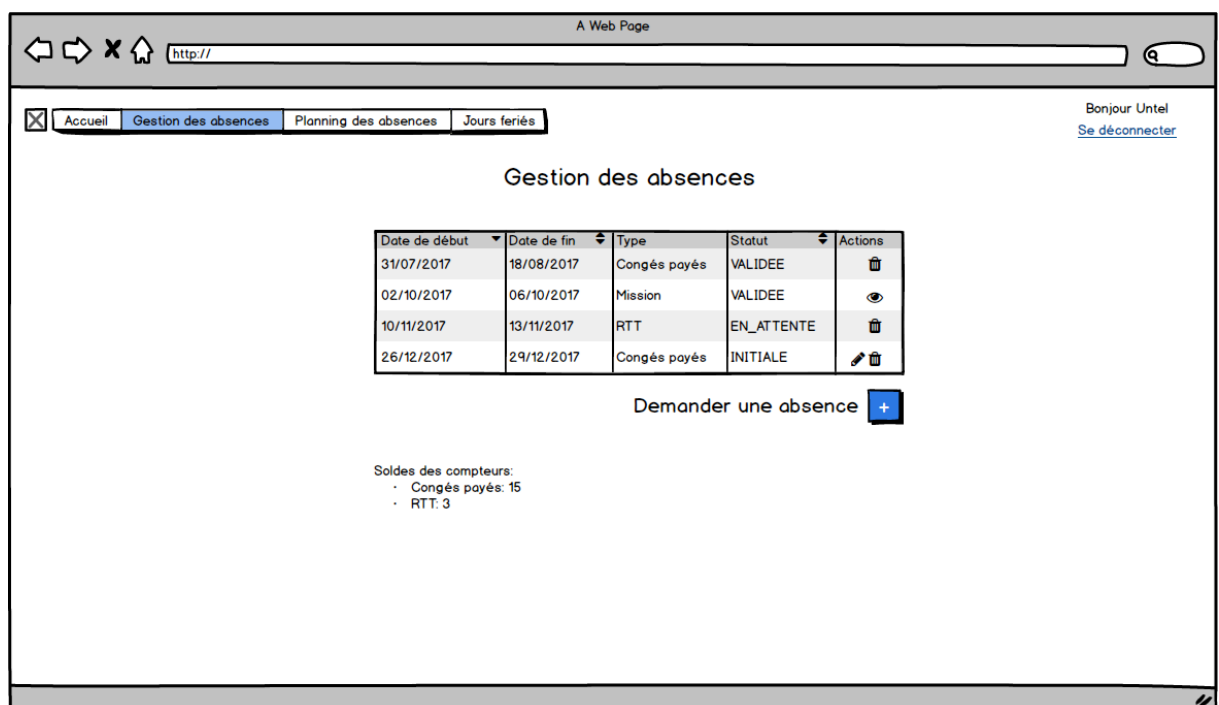 A Web Page
http://
Bonjour Untel
Accueil Gestion des absences Planning des absences Jours feriés
Se déconnecter
Gestion des absences
Date de début Date de fin Type Statut Actions
31/07/2017 18/08/2017 Congés payés VALIDEE
02/10/2017 06/10/2017 Mission VALIDEE
10/11/2017 13/11/2017 RTT EN_ATTENTE
26/12/2017 29/12/2017 Congés payés INITIALE
Demander une absence +
Soldes des compteurs:
· Congés payés: 15
· RTT: 3